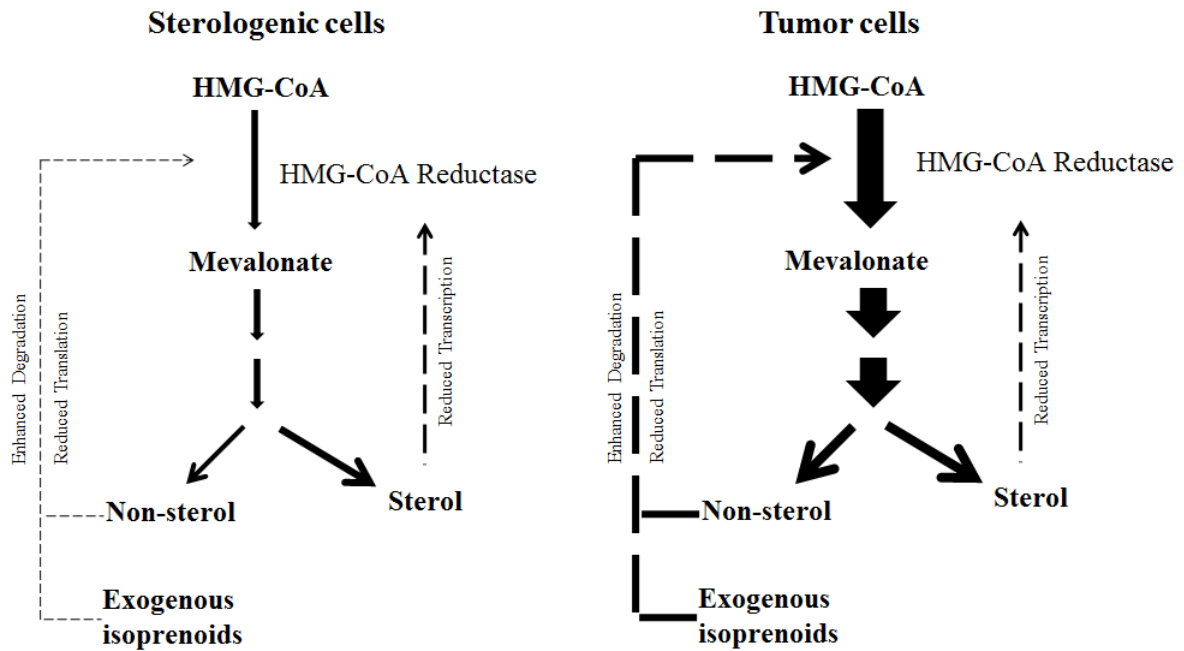 Sterologenic cells
HMG-CoA
HMG-CoA Reductase
Mevalonate
Enhanced Degradation
Reduced Translation
Reduced Transcription
Non-sterol
Sterol
Exogenous
isoprenoids
Tumor cells
HMG-CoA
HMG-CoA Reductase
Mevalonate
Enhanced Degradation
Reduced Translation
Reduced Transcription
Non-sterol
Sterol
Exogenous
isoprenoids